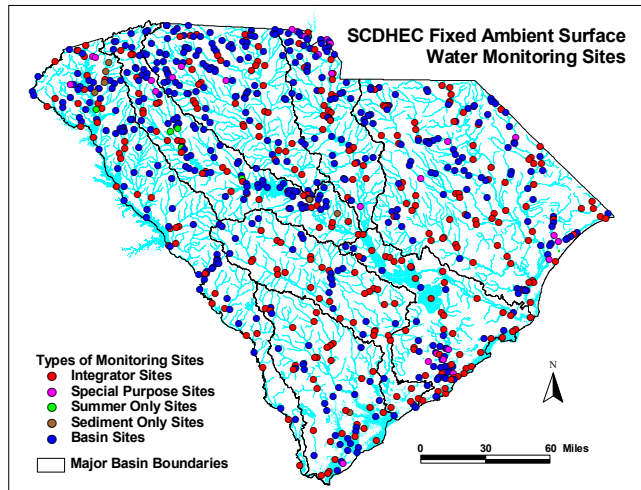 SCDHEC Fixed Ambient Surface
Water Monitoring Sites
Types of Monitoring Sites
Integrator Sites
Special Purpose Sites
Summer Only Sites
Sediment Only Sites
Basin Sites
Major Basin Boundaries
N
0 30 60 Miles